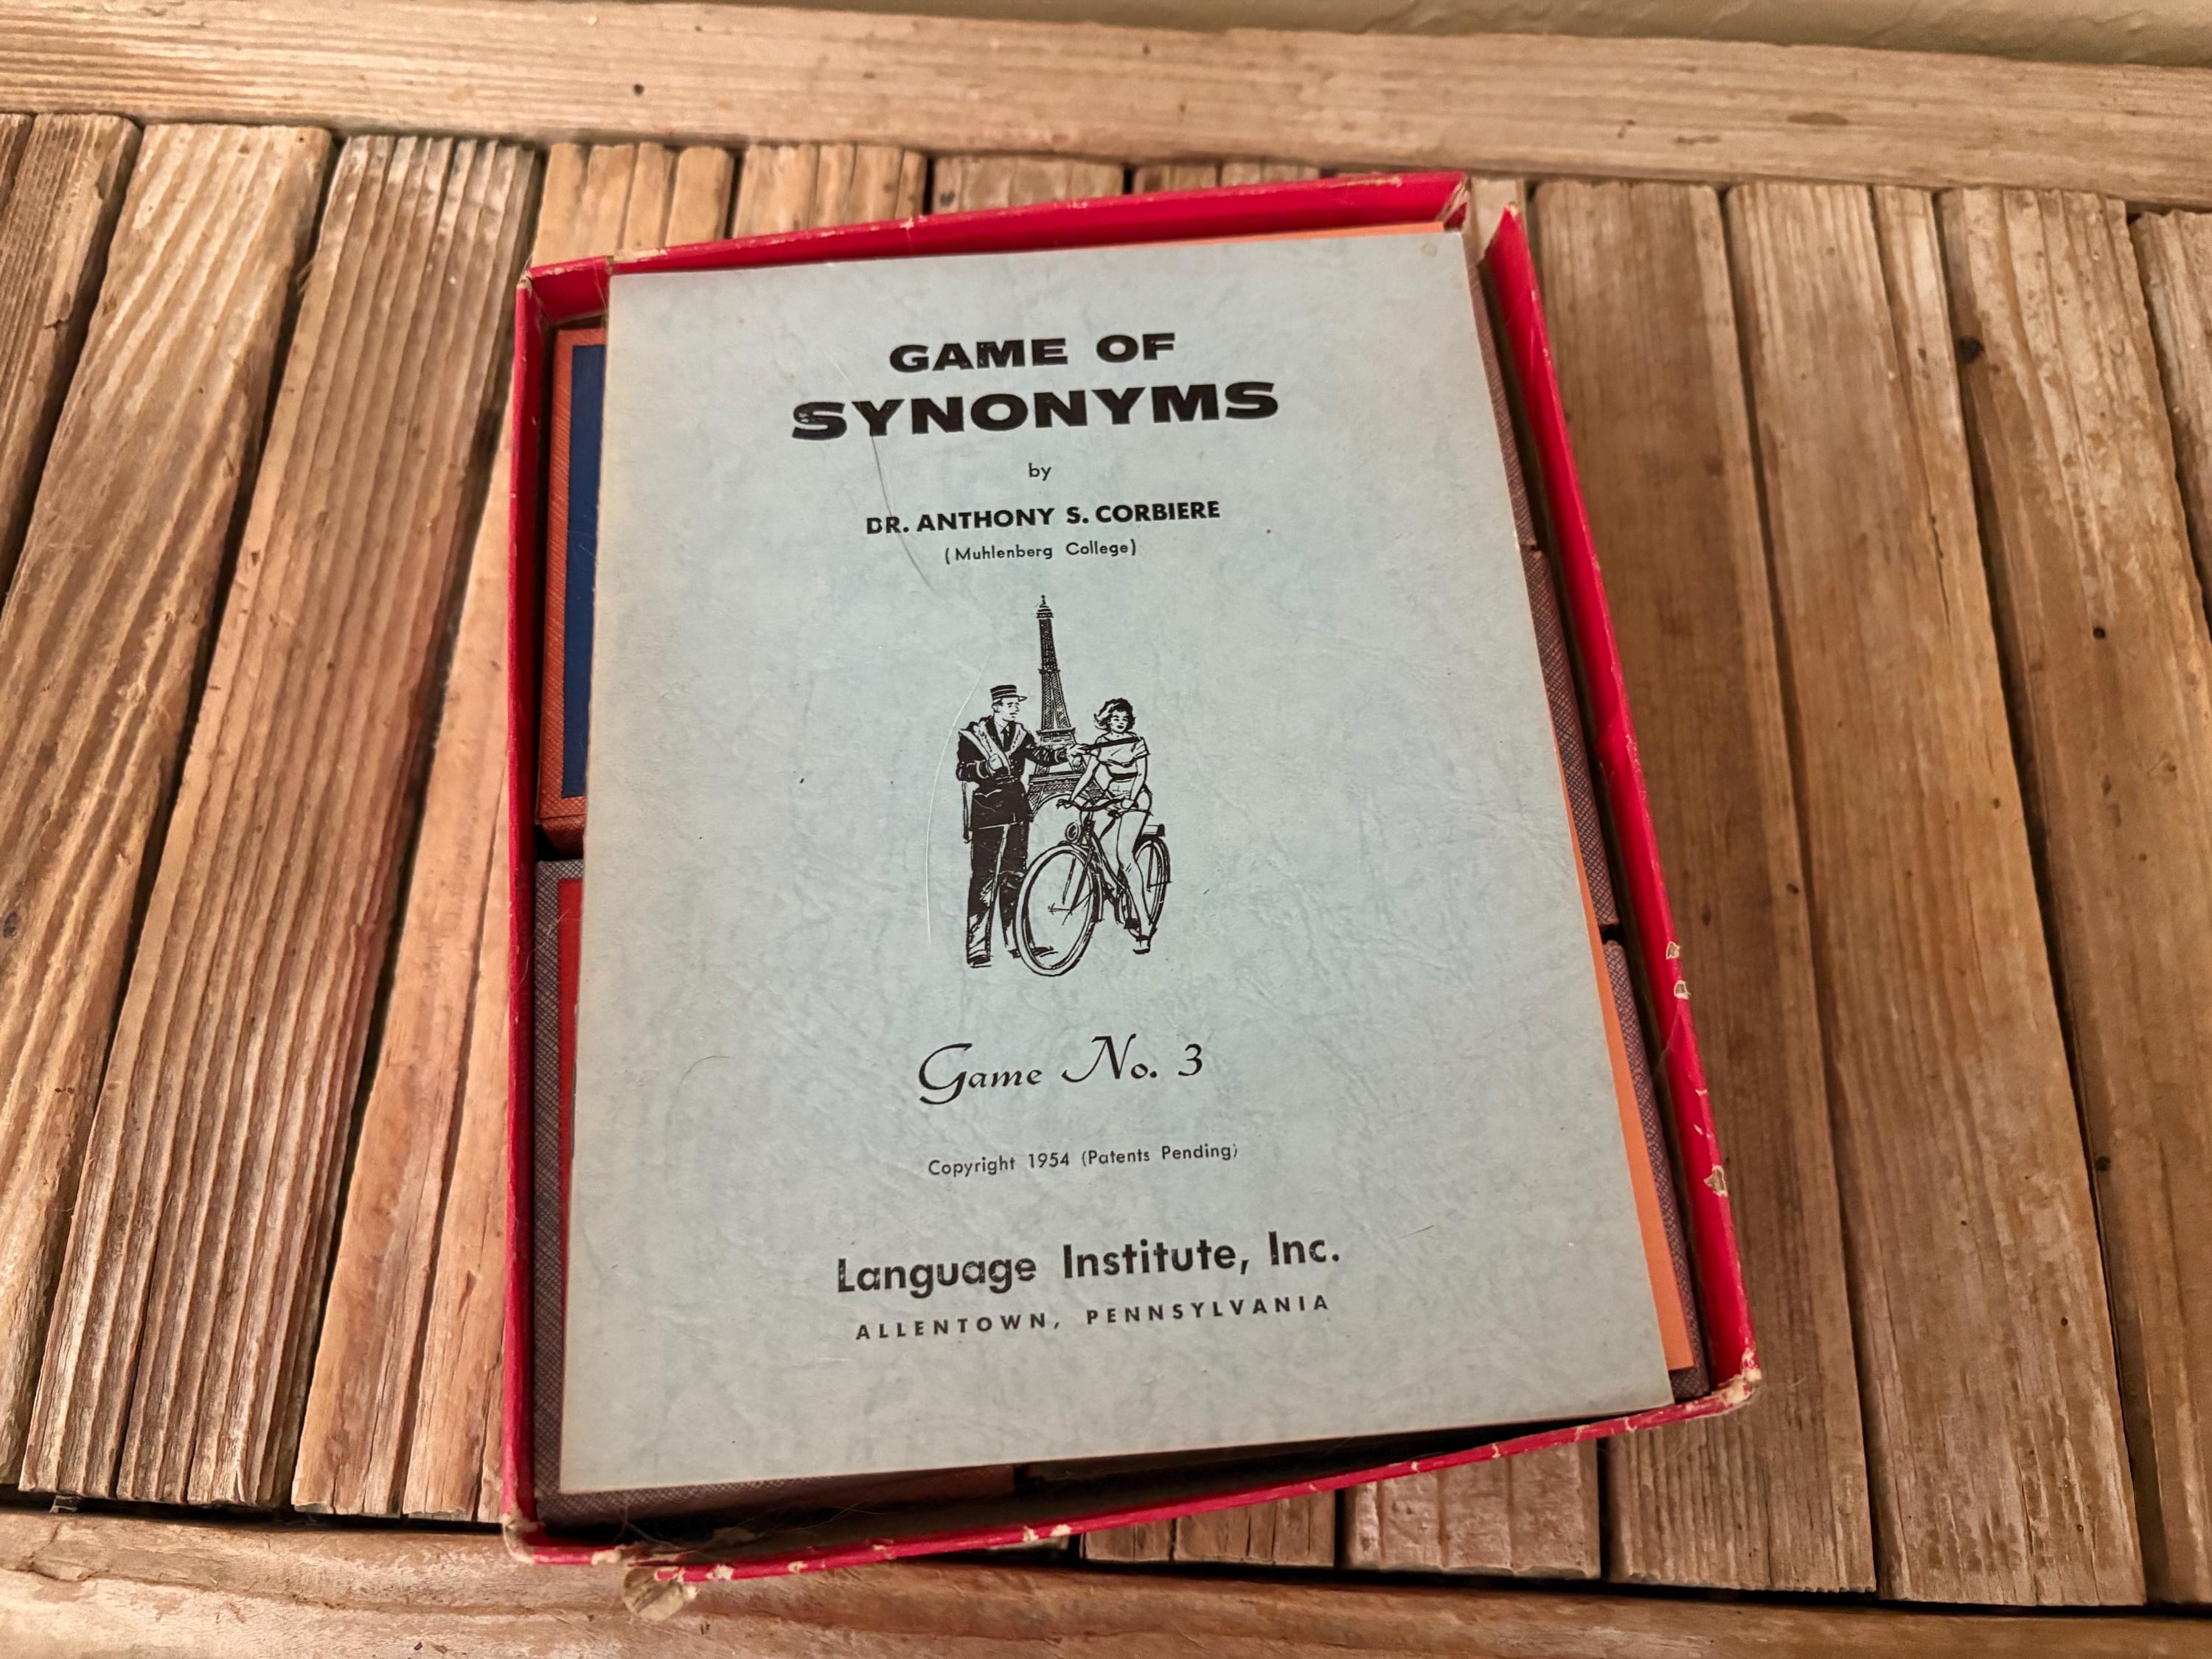 GAME OF
SYNONYMS
by
DR. ANTHONY S. CORBIERE
(Muhlenberg College)
Game No. 3
Copyright 1954 (Patents Pending)
Language Institute, Inc.
ALLENTOWN, PENNSYLVANIA